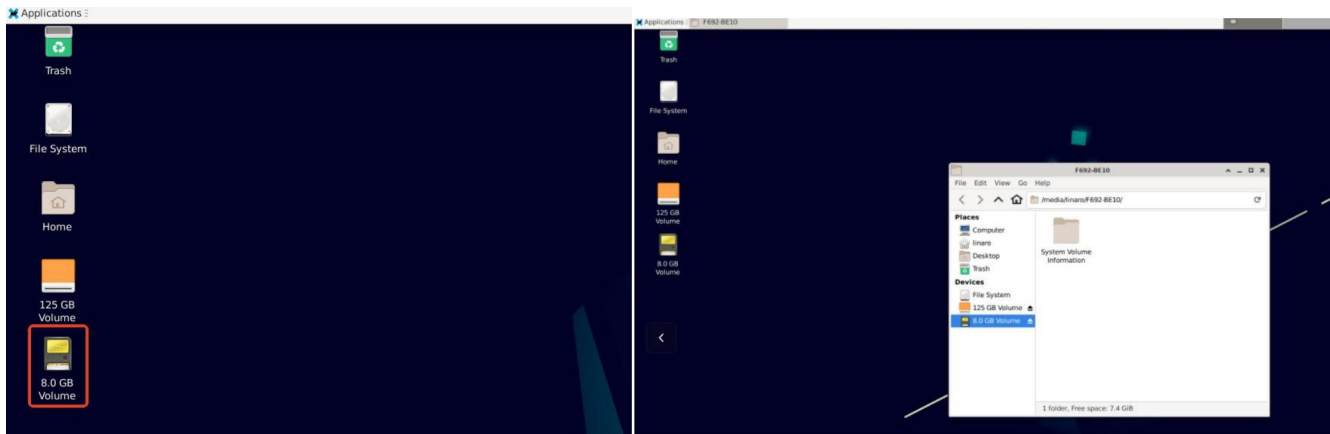 Applications
Trash
File System
Home
125 GB
Volume
8.0 GB
Volume
Applications
F692-BE10
Trash
File System
Home
125 GB
Volume
8.0 GB
Volume
F692-BE10
File Edit View Go Help
/media/linaro/F692-BE10/
Places
Computer
linaro
Desktop
Trash
Devices
File System
125 GB Volume
8.0 GB Volume
System Volume
Information
1 folder, Free space: 7.4 GiB